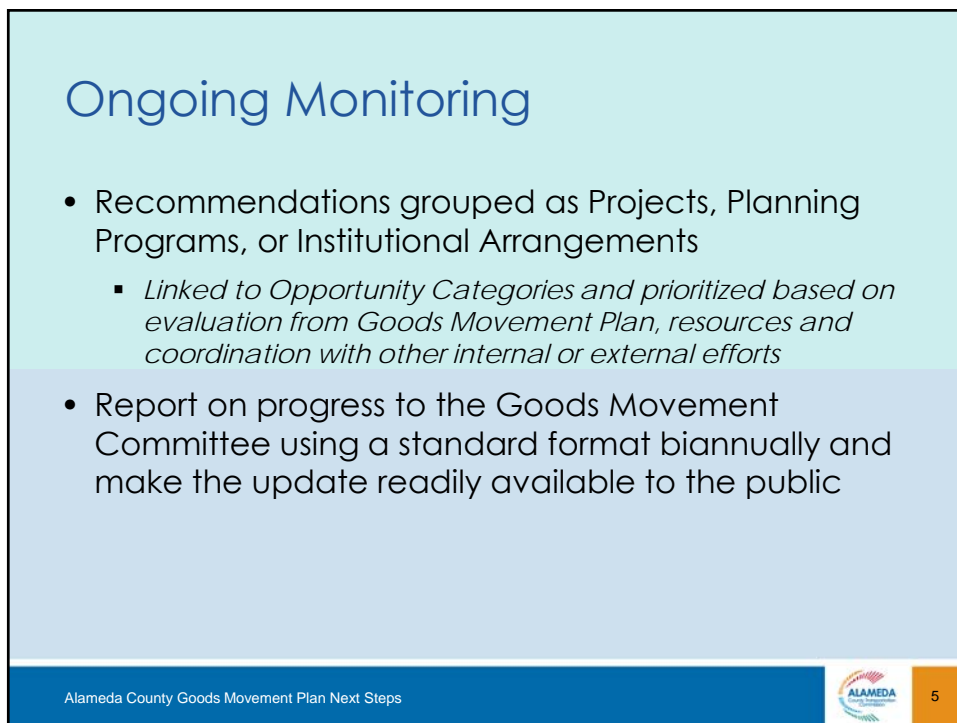 Ongoing Monitoring
• Recommendations grouped as Projects, Planning
Programs, or Institutional Arrangements
▪ Linked to Opportunity Categories and prioritized based on
evaluation from Goods Movement Plan, resources and
coordination with other internal or external efforts
• Report on progress to the Goods Movement
Committee using a standard format biannually and
make the update readily available to the public
Alameda County Goods Movement Plan Next Steps
ALAMEDA
County Transportation
Commission
5